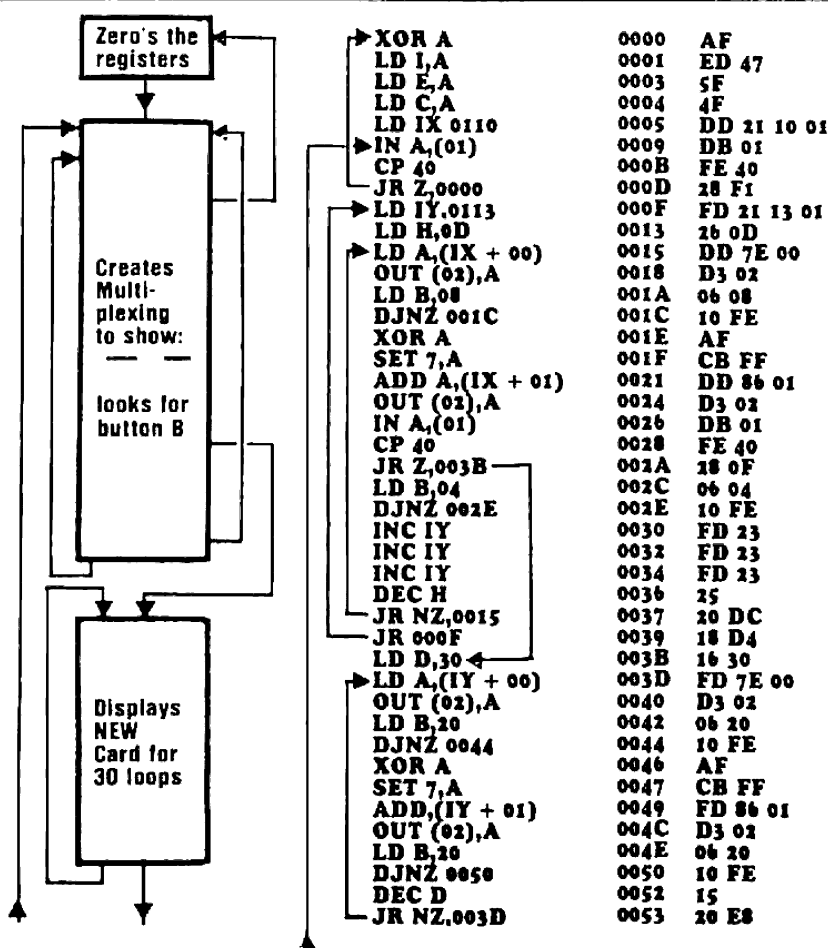 Zero's the
registers
Creates
Multi-
plexing
to show:
— —
looks for
button B
Displays
NEW
Card for
30 loops
XOR A 0000 AF
LD I,A 0001 ED 47
LD E,A 0003 5F
LD C,A 0004 4F
LD IX 0110 0005 DD 21 10 01
IN A,(01) 0009 DB 01
CP 40 000B FE 40
JR Z,0000 000D 28 F1
LD IY.0113 000F FD 21 13 01
LD H,0D 0013 26 0D
LD A,(IX + 00) 0015 DD 7E 00
OUT (02),A 0018 D3 02
LD B,08 001A 06 08
DJNZ 001C 001C 10 FE
XOR A 001E AF
SET 7,A 001F CB FF
ADD A,(IX + 01) 0021 DD 86 01
OUT (02),A 0024 D3 02
IN A,(01) 0026 DB 01
CP 40 0028 FE 40
JR Z,003B 002A 28 0F
LD B,04 002C 06 04
DJNZ 002E 002E 10 FE
INC IY 0030 FD 23
INC IY 0032 FD 23
INC IY 0034 FD 23
DEC H 0036 25
JR NZ,0015 0037 20 DC
JR 000F 0039 18 D4
LD D,30 003B 16 30
LD A,(IY + 00) 003D FD 7E 00
OUT (02),A 0040 D3 02
LD B,20 0042 06 20
DJNZ 0044 0044 10 FE
XOR A 0046 AF
SET 7,A 0047 CB FF
ADD,(IY + 01) 0049 FD 86 01
OUT (02),A 004C D3 02
LD B,20 004E 06 20
DJNZ 0050 0050 10 FE
DEC D 0052 15
JR NZ,003D 0053 20 E8